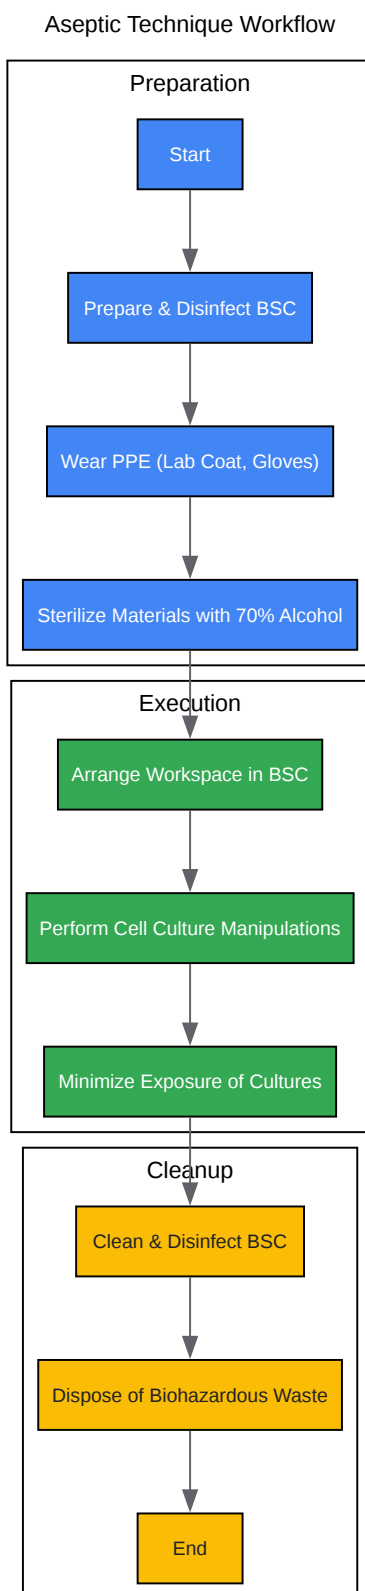 Aseptic Technique Workflow
Preparation
Start
Prepare & Disinfect BSC
Wear PPE (Lab Coat, Gloves)
Sterilize Materials with 70% Alcohol
Execution
Arrange Workspace in BSC
Perform Cell Culture Manipulations
Minimize Exposure of Cultures
Cleanup
Clean & Disinfect BSC
Dispose of Biohazardous Waste
End